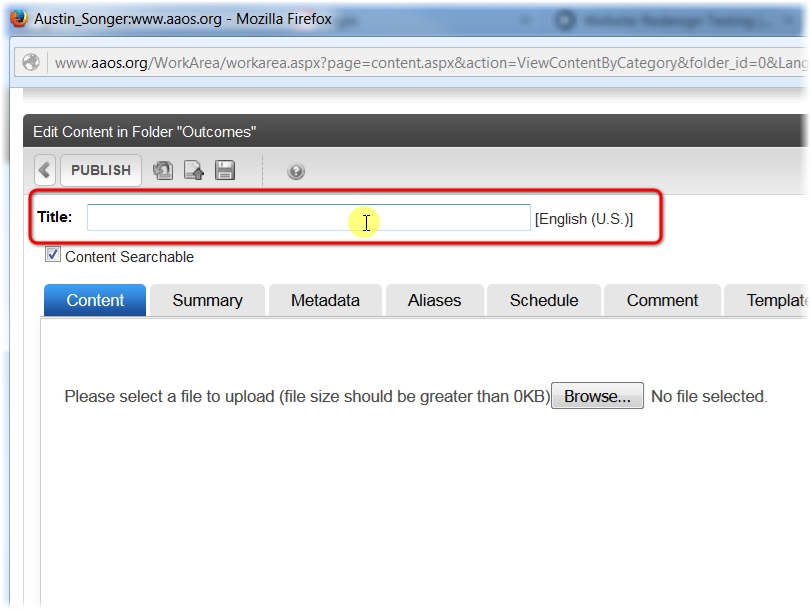 Austin_Songer:www.aaos.org - Mozilla Firefox
Website Redesign Testing
www.aaos.org/WorkArea/workarea.aspx?page=content.aspx&action=ViewContentByCategory&folder_id=0&Lang
Edit Content in Folder "Outcomes"
PUBLISH
Title: [English (U.S.)]
Content Searchable
Content Summary Metadata Aliases Schedule Comment Template
Please select a file to upload (file size should be greater than 0KB) Browse... No file selected.